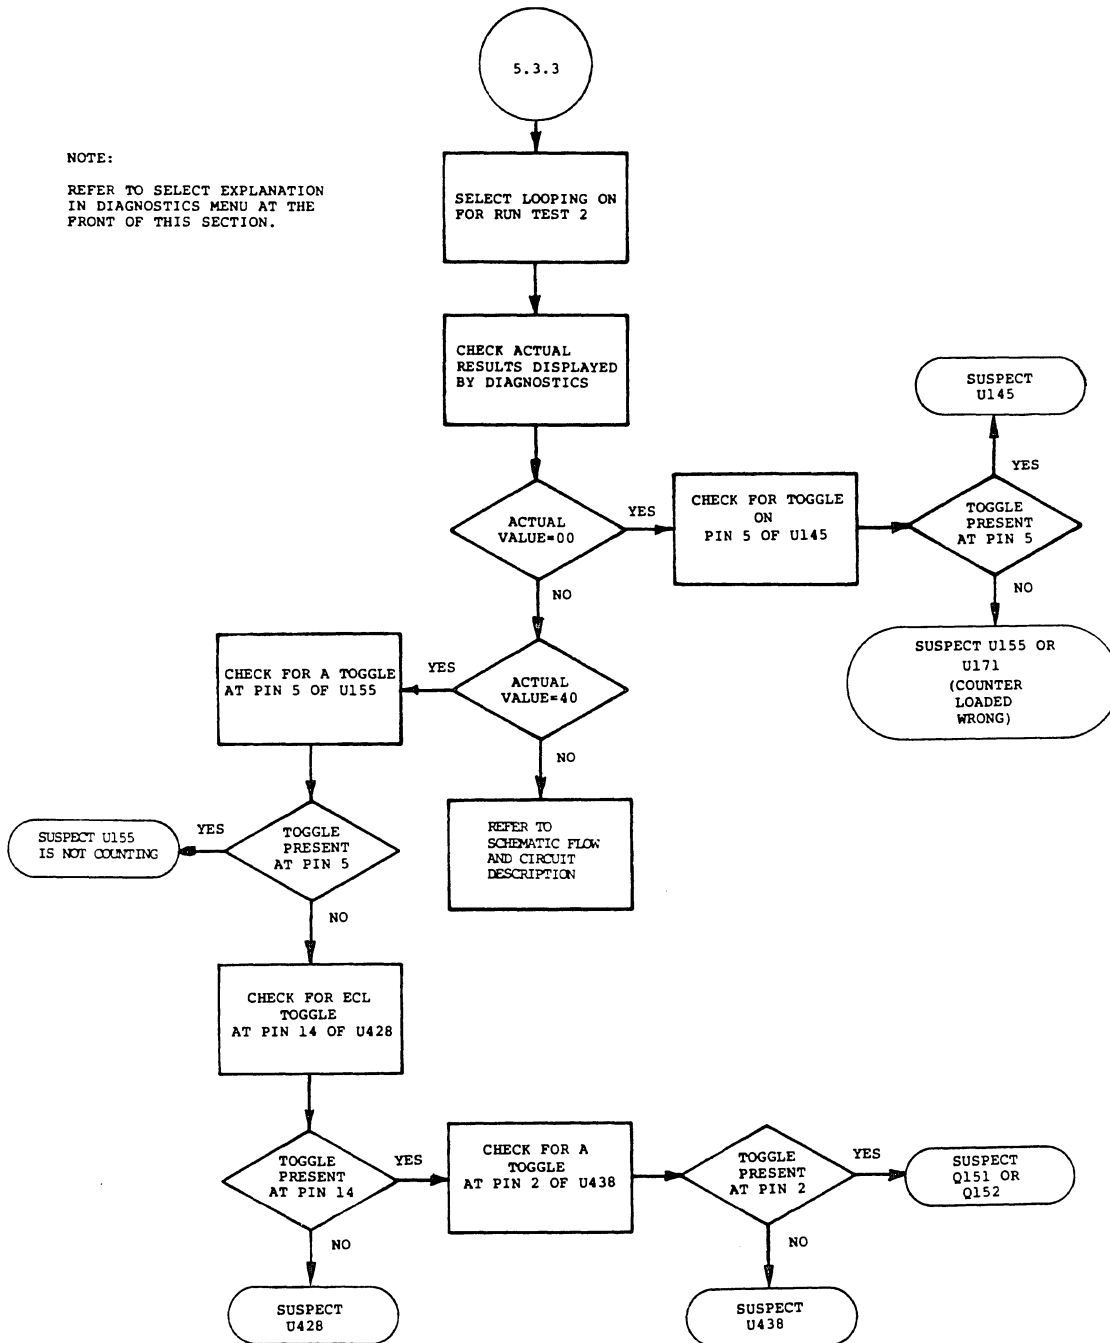 5.3.3
NOTE:
REFER TO SELECT EXPLANATION
IN DIAGNOSTICS MENU AT THE
FRONT OF THIS SECTION.
SELECT LOOPING ON
FOR RUN TEST 2
CHECK ACTUAL
RESULTS DISPLAYED
BY DIAGNOSTICS
ACTUAL
VALUE=00
YES
NO
CHECK FOR TOGGLE
ON
PIN 5 OF U145
TOGGLE
PRESENT
AT PIN 5
YES
SUSPECT
U145
NO
SUSPECT U155 OR
U171
(COUNTER
LOADED
WRONG)
ACTUAL
VALUE=40
YES
NO
REFER TO
SCHEMATIC FLOW
AND CIRCUIT
DESCRIPTION
CHECK FOR A TOGGLE
AT PIN 5 OF U155
TOGGLE
PRESENT
AT PIN 5
YES
SUSPECT U155
IS NOT COUNTING
NO
CHECK FOR ECL
TOGGLE
AT PIN 14 OF U428
TOGGLE
PRESENT
AT PIN 14
YES
NO
SUSPECT
U428
CHECK FOR A
TOGGLE
AT PIN 2 OF U438
TOGGLE
PRESENT
AT PIN 2
YES
SUSPECT
Q151 OR
Q152
NO
SUSPECT
U438